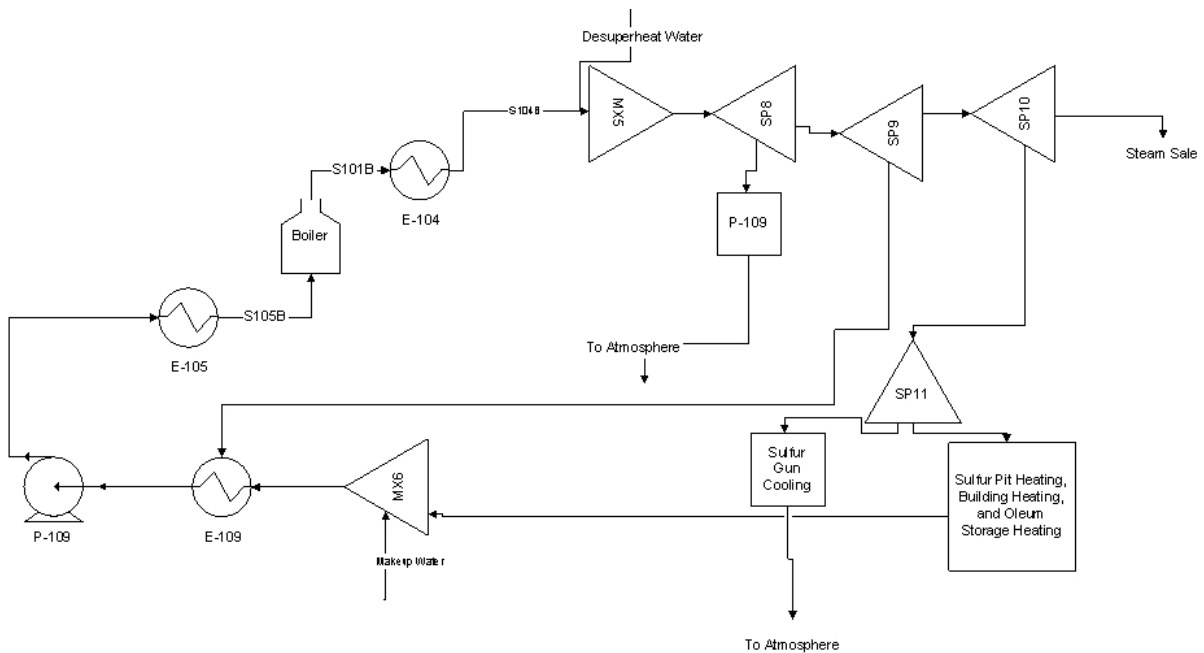 Desuperheat Water
S104B
MX5
SP8
SP9
SP10
Steam Sale
S101B
E-104
Boiler
P-109
S105B
E-105
To Atmosphere
SP11
Sulfur
Gun
Cooling
Sulfur Pit Heating,
Building Heating,
and Oleum
Storage Heating
MX6
P-109
E-109
Makeup Water
To Atmosphere